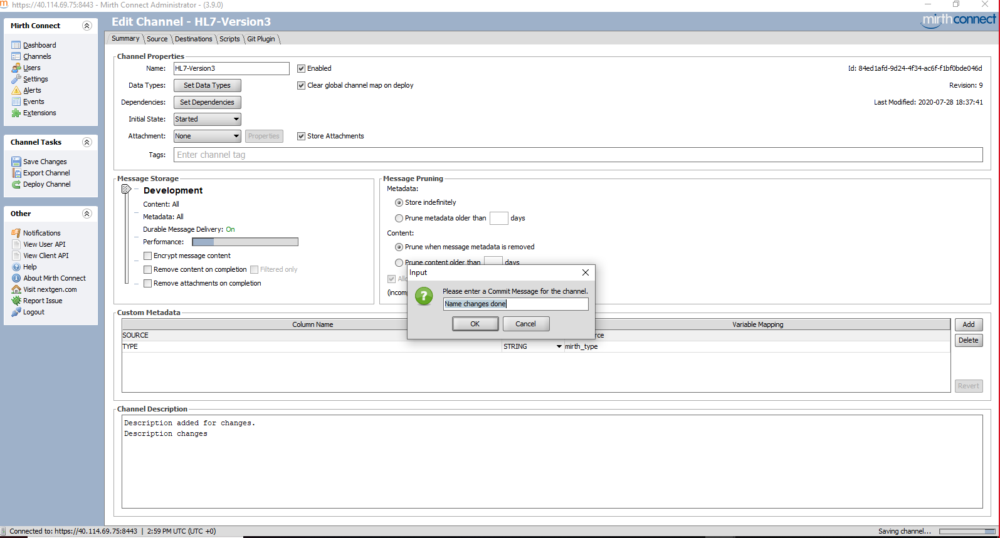 https://40.114.69.75:8443 - Mirth Connect Administrator - (3.9.0)
Mirth Connect
Dashboard
Channels
Users
Settings
Alerts
Events
Extensions
Channel Tasks
Save Changes
Export Channel
Deploy Channel
Other
Notifications
View User API
View Client API
Help
About Mirth Connect
Visit nextgen.com
Report Issue
Logout
Edit Channel - HL7-Version3
mirthconnect
Summary Source Destinations Scripts Git Plugin
Channel Properties
Name: HL7-Version3 Enabled Id: 84ed1afd-9d24-4f34-ac6f-f1bf0bde046d
Data Types: Set Data Types Clear global channel map on deploy Revision: 9
Dependencies: Set Dependencies Last Modified: 2020-07-28 18:37:41
Initial State: Started
Attachment: None Properties Store Attachments
Tags: Enter channel tag
Message Storage
Development
Content: All
Metadata: All
Durable Message Delivery: On
Performance:
Encrypt message content
Remove content on completion Filtered only
Remove attachments on completion
Message Pruning
Metadata:
Store indefinitely
Prune metadata older than days
Content:
Prune when message metadata is removed
Prune content older than days
(incomp
Input
Please enter a Commit Message for the channel.
Name changes done
OK Cancel
Custom Metadata
Column Name Variable Mapping Add
SOURCE rce
TYPE STRING mirth_type Delete
Revert
Channel Description
Description added for changes.
Description changes
Connected to: https://40.114.69.75:8443 | 2:59 PM UTC (UTC +0) Saving channel...